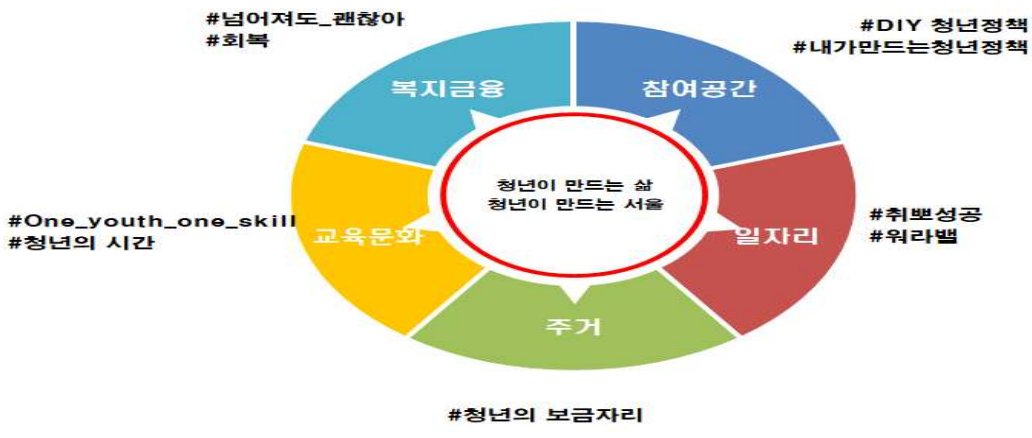 #넘어져도_괜찮아
#회복
#DIY 청년정책
#내가만드는청년정책
복지금융
참여공간
청년이 만드는 삶
청년이 만드는 서울
#One_youth_one_skill
#청년의 시간
교육문화
일자리
#취뽀성공
#워라밸
주거
#청년의 보금자리